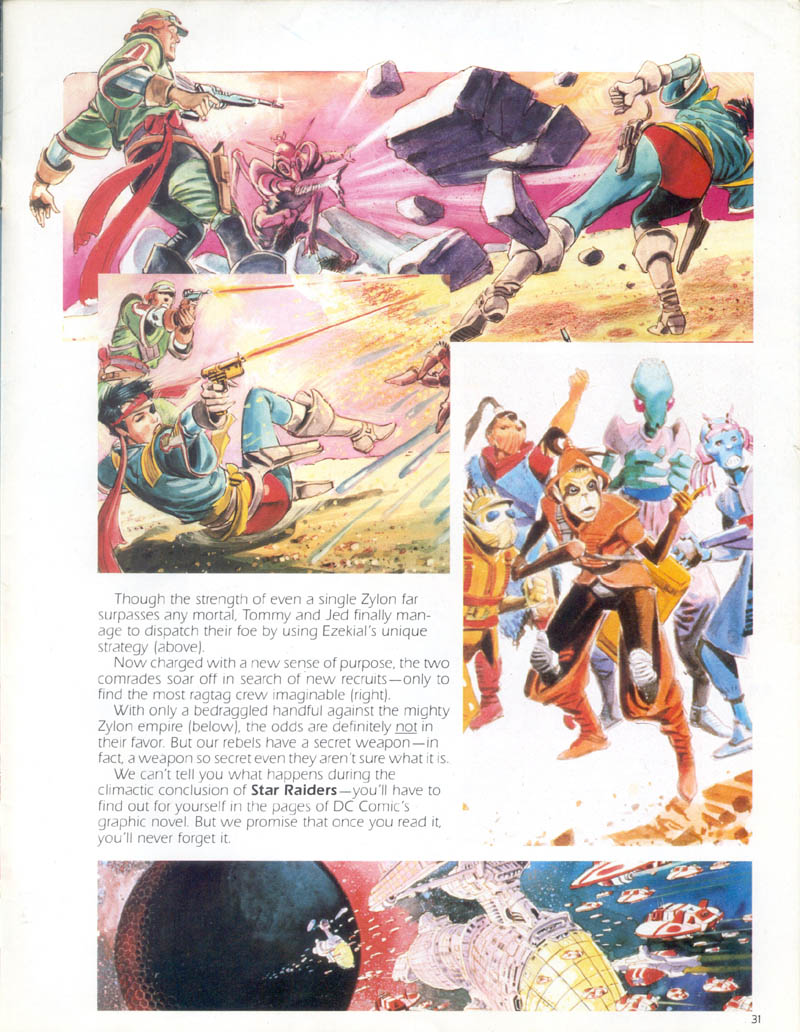 Though the strength of even a single Zylon far
surpasses any mortal, Tommy and Jed finally man-
age to dispatch their foe by using Ezekial's unique
strategy (above).
Now charged with a new sense of purpose, the two
comrades soar off in search of new recruits—only to
find the most ragtag crew imaginable (right).
With only a bedraggled handful against the mighty
Zylon empire (below), the odds are definitely not in
their favor. But our rebels have a secret weapon—in
fact, a weapon so secret even they aren't sure what it is.
We can't tell you what happens during the
climactic conclusion of Star Raiders—you'll have to
find out for yourself in the pages of DC Comic's
graphic novel. But we promise that once you read it,
you'll never forget it.
31